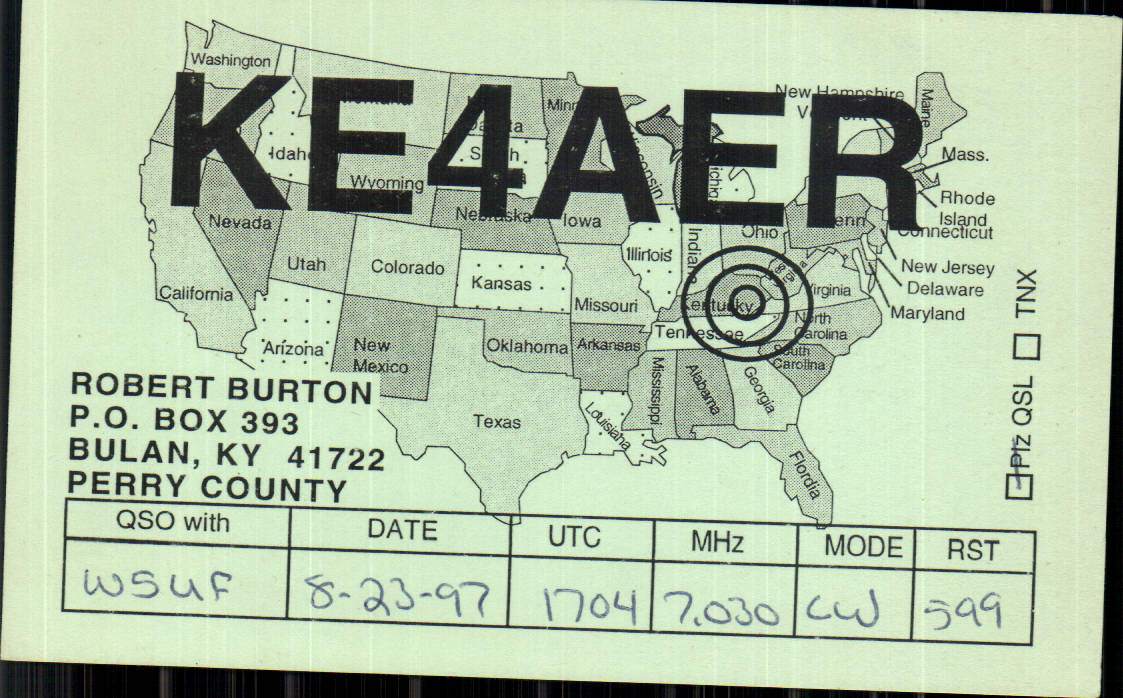 KE4AER
Washington
Idaho
Wyoming
Nevada
Utah
Colorado
California
Arizona
New
Mexico
Nebraska
Kansas
Oklahoma
Texas
Iowa
Missouri
Arkansas
Louisiana
Illinois
Wisconsin
Mississippi
Alabama
Georgia
Flordia
Tennessee
Kentucky
Ohio
Virginia
North
Carolina
South
Carolina
New Hampshire
Maine
Mass.
Rhode
Island
Connecticut
New Jersey
Delaware
Maryland
Plz QSL TNX
ROBERT BURTON
P.O. BOX 393
BULAN, KY 41722
PERRY COUNTY
QSO with DATE UTC MHz MODE RST
W5UF 8-23-97 1704 7.030 CW 599